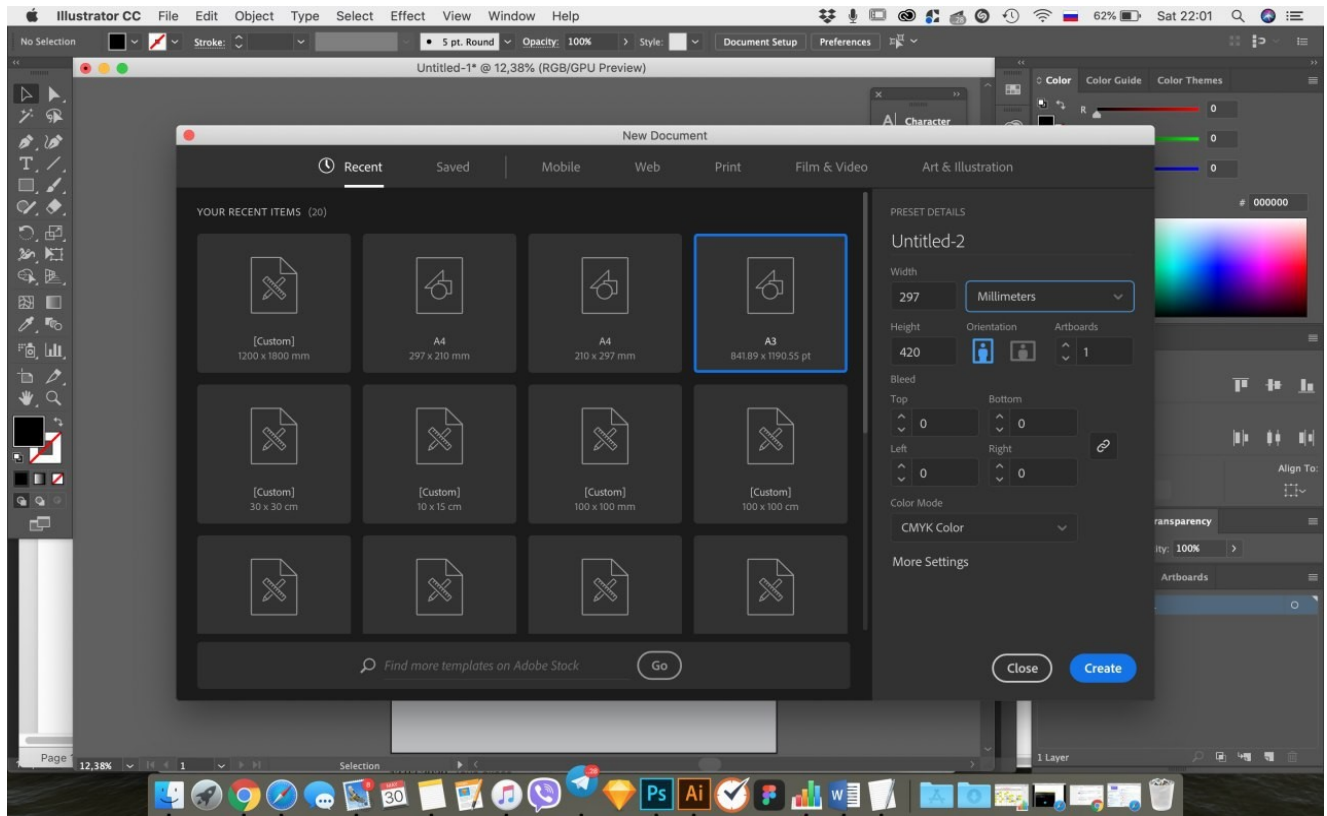 Illustrator CC File Edit Object Type Select Effect View Window Help 62% Sat 22:01
No Selection Stroke: 5 pt. Round Opacity: 100% Style: Document Setup Preferences
Untitled-1* @ 12,38% (RGB/GPU Preview)
Color Color Guide Color Themes
R 0
A| Character
New Document
0
Recent Saved Mobile Web Print Film & Video Art & Illustration
0
YOUR RECENT ITEMS (20)
PRESET DETAILS
# 000000
Untitled-2
Width
297 Millimeters
Height Orientation Artboards
420 1
[Custom] A4 A4 A3
1200 x 1800 mm 297 x 210 mm 210 x 297 mm 841.89 x 1190.55 pt
Bleed
Top Bottom
0 0
Left Right
0 0
Align To:
[Custom] [Custom] [Custom] [Custom]
30 x 30 cm 10 x 15 cm 100 x 100 mm 100 x 100 cm
Color Mode
CMYK Color
ransparency
ity: 100%
More Settings
Artboards
Find more templates on Adobe Stock Go
Close Create
Page
12,38% 1 Selection
1 Layer
30
Ps Ai